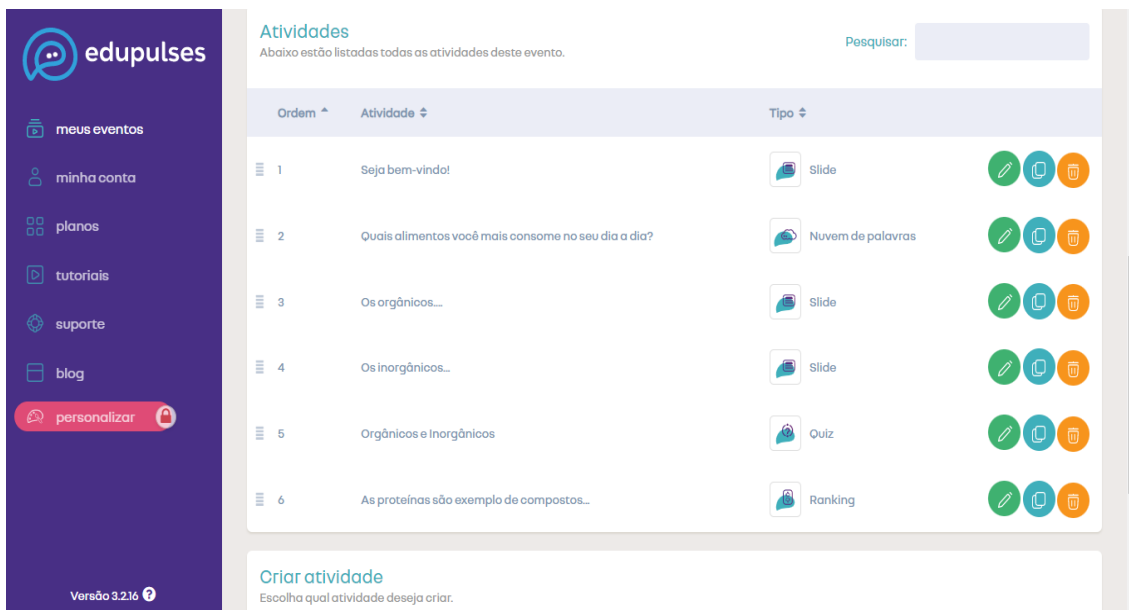 edupulses
meus eventos
minha conta
planos
tutoriais
suporte
blog
personalizar
Versão 3.2.16 ?
Atividades
Abaixo estão listadas todas as atividades deste evento.
Pesquisar:
Ordem Atividade Tipo
1 Seja bem-vindo! Slide
2 Quais alimentos você mais consome no seu dia a dia? Nuvem de palavras
3 Os orgânicos.... Slide
4 Os inorgânicos... Slide
5 Orgânicos e Inorgânicos Quiz
6 As proteínas são exemplo de compostos... Ranking
Criar atividade
Escolha qual atividade deseja criar.